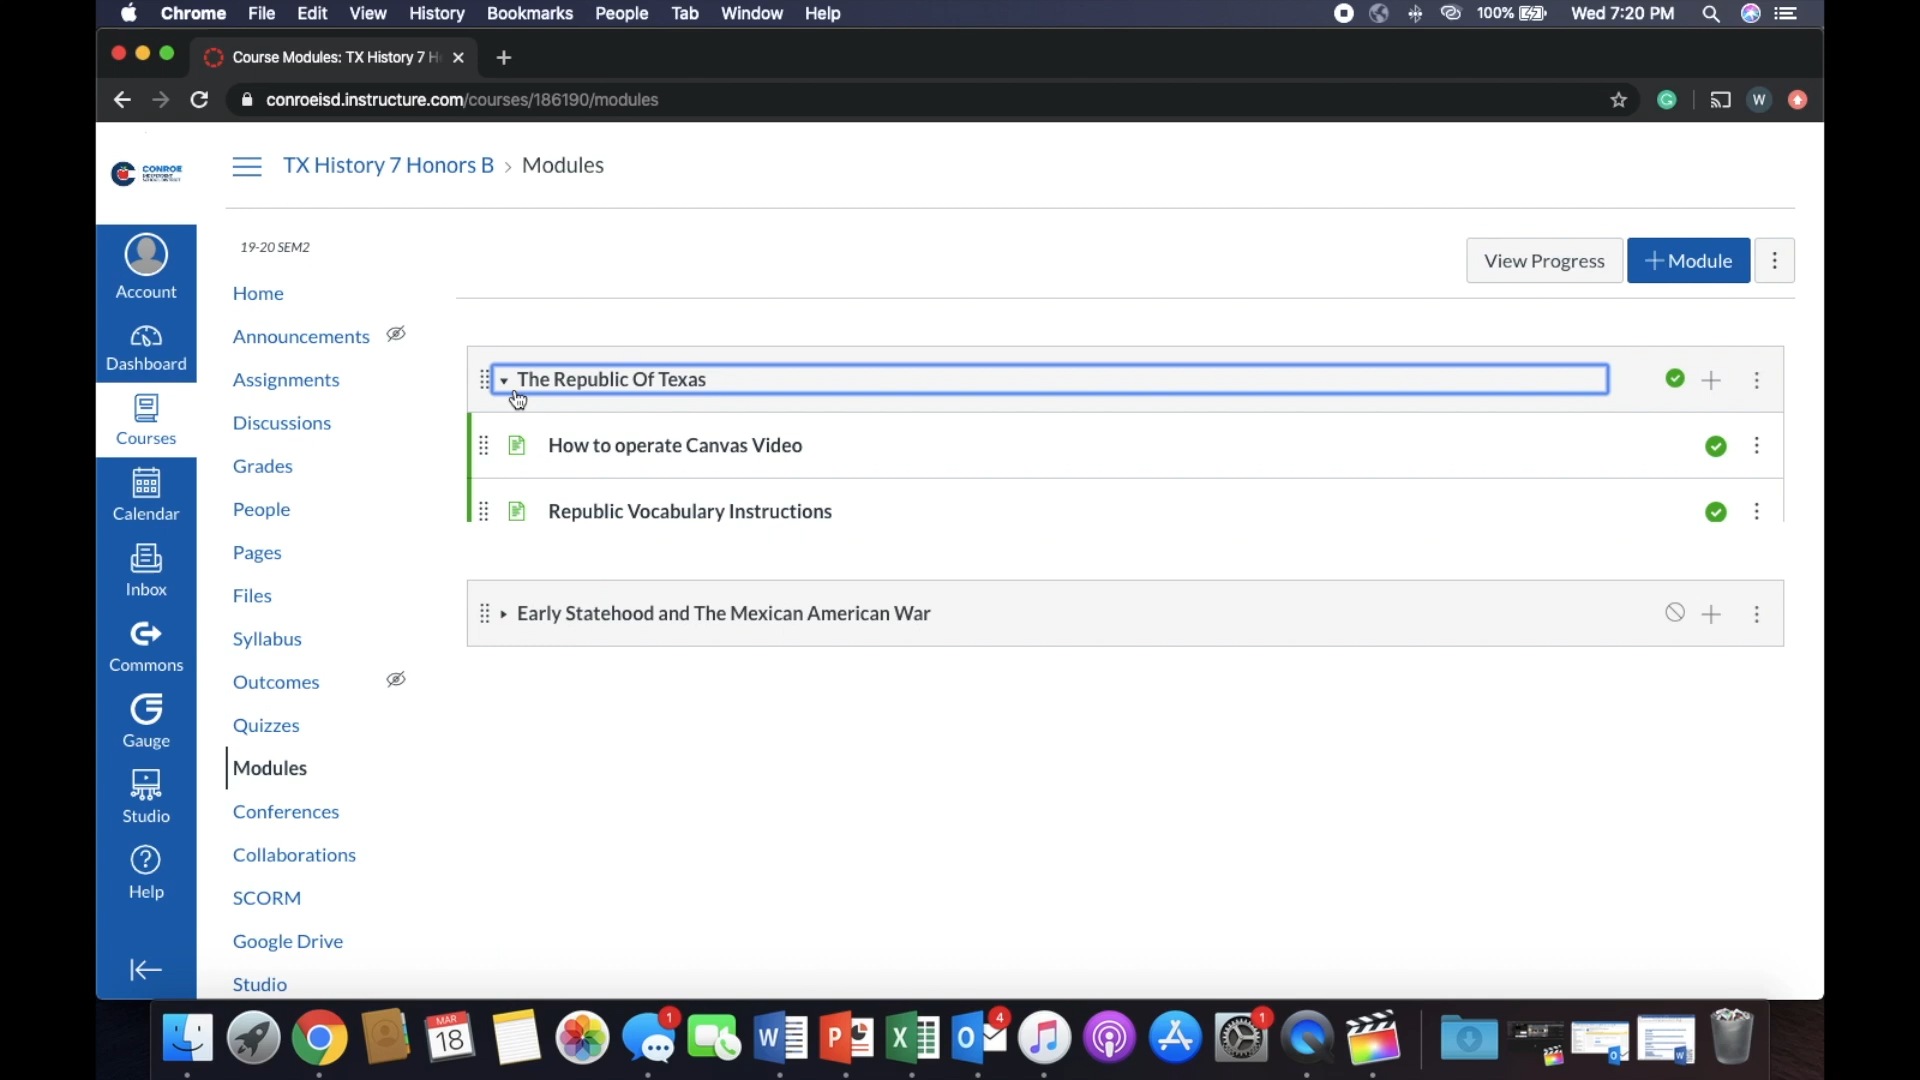 Chrome File Edit View History Bookmarks People Tab Window Help
100% Wed 7:20 PM
Course Modules: TX History 7 H
conroeisd.instructure.com/courses/186190/modules
W
CONROE
TX History 7 Honors B > Modules
19-20 SEM2
View Progress
+ Module
Account
Dashboard
Courses
Calendar
Inbox
Commons
Gauge
Studio
Help
Home
Announcements
Assignments
Discussions
Grades
People
Pages
Files
Syllabus
Outcomes
Quizzes
Modules
Conferences
Collaborations
SCORM
Google Drive
Studio
The Republic Of Texas
How to operate Canvas Video
Republic Vocabulary Instructions
Early Statehood and The Mexican American War
MAR
18
1
4
1